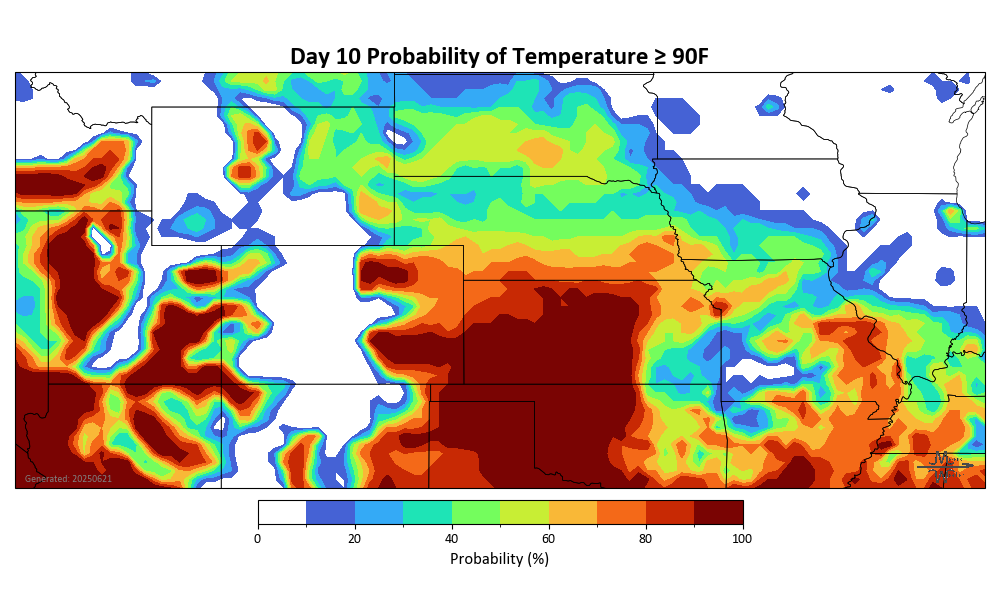 Day 10 Probability of Temperature ≥ 90F
Generated: 20250621
0 20 40 60 80 100
Probability (%)